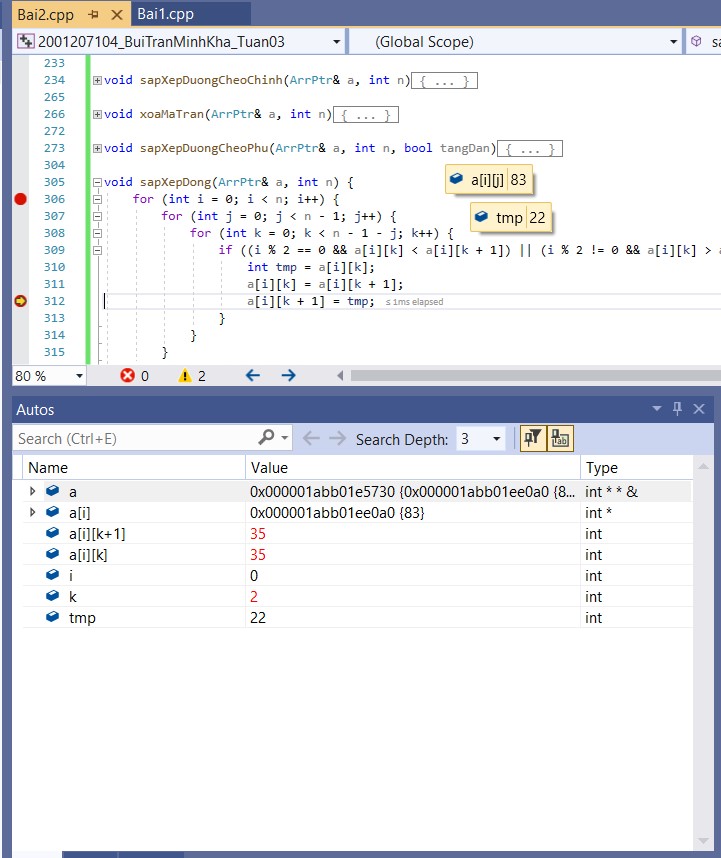 Bai2.cpp Bai1.cpp
2001207104_BuiTranMinhKha_Tuan03 (Global Scope)
233
234 void sapXepDuongCheoChinh(ArrPtr& a, int n) { ... }
265
266 void xoaMaTran(ArrPtr& a, int n) { ... }
272
273 void sapXepDuongCheoPhu(ArrPtr& a, int n, bool tangDan) { ... }
304
a[i][j] 83
305 void sapXepDong(ArrPtr& a, int n) {
306 for (int i = 0; i < n; i++) {
tmp 22
307 for (int j = 0; j < n - 1; j++) {
308 for (int k = 0; k < n - 1 - j; k++) {
309 if ((i % 2 == 0 && a[i][k] < a[i][k + 1]) || (i % 2 != 0 && a[i][k] > a
310 int tmp = a[i][k];
311 a[i][k] = a[i][k + 1];
312 a[i][k + 1] = tmp; ≤ 1ms elapsed
313 }
314 }
315 }
80 % 0 2
Autos
Search (Ctrl+E) Search Depth: 3
Name Value Type
a 0x000001abb01e5730 {0x000001abb01ee0a0 {8... int * * &
a[i] 0x000001abb01ee0a0 {83} int *
a[i][k+1] 35 int
a[i][k] 35 int
i 0 int
k 2 int
tmp 22 int